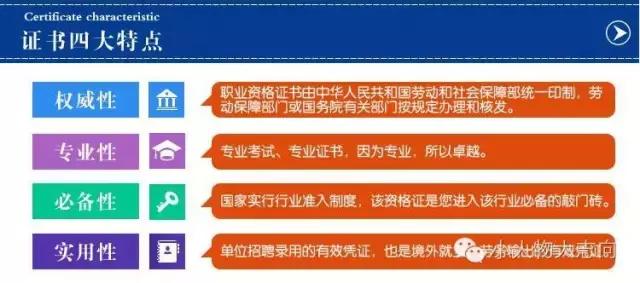 Certificate characteristic
证书四大特点
权威性
职业资格证书由中华人民共和国劳动和社会保障部统一印制，劳
动保障部门或国务院有关部门按规定办理和核发。
专业性
专业考试、专业证书，因为专业，所以卓越。
必备性
国家实行行业准入制度，该资格证是您进入该行业必备的敲门砖。
实用性
单位招聘录用的有效凭证，也是境外就
劳务输出的有效凭证
小人物大走向